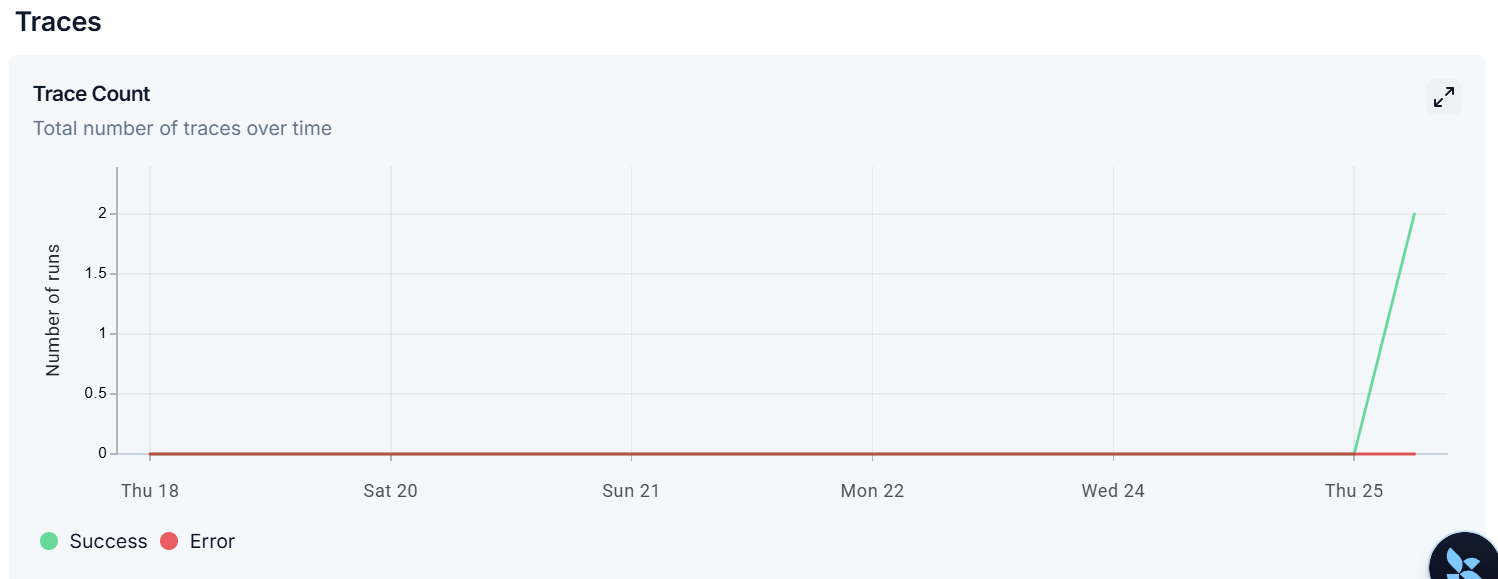 Traces
Trace Count
Total number of traces over time
Number of runs
2
1.5
1
0.5
0
Thu 18 Sat 20 Sun 21 Mon 22 Wed 24 Thu 25
Success Error